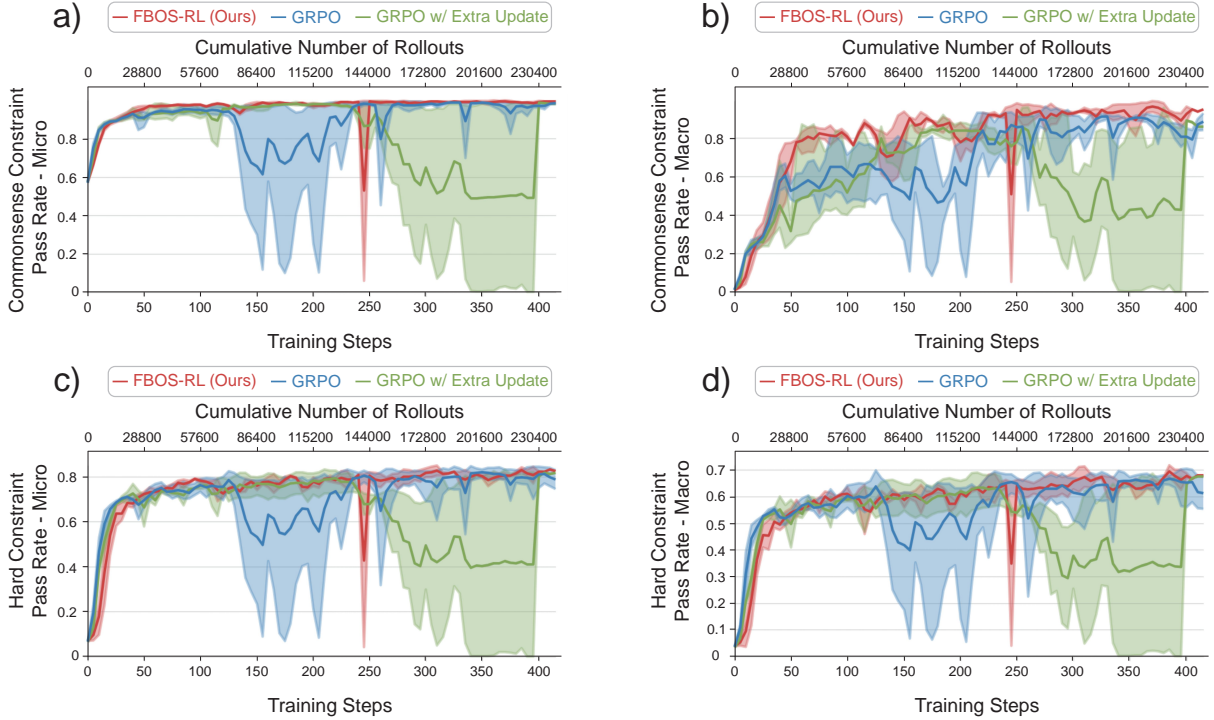 a)
FBOS-RL (Ours) GRPO GRPO w/ Extra Update
Cumulative Number of Rollouts
0 28800 57600 86400 115200 144000 172800 201600 230400
Commonsense Constraint
Pass Rate - Micro
0.8
0.6
0.4
0.2
0
0 50 100 150 200 250 300 350 400
Training Steps
b)
FBOS-RL (Ours) GRPO GRPO w/ Extra Update
Cumulative Number of Rollouts
0 28800 57600 86400 115200 144000 172800 201600 230400
Commonsense Constraint
Pass Rate - Macro
0.8
0.6
0.4
0.2
0
0 50 100 150 200 250 300 350 400
Training Steps
c)
FBOS-RL (Ours) GRPO GRPO w/ Extra Update
Cumulative Number of Rollouts
0 28800 57600 86400 115200 144000 172800 201600 230400
Hard Constraint
Pass Rate - Micro
0.8
0.6
0.4
0.2
0
0 50 100 150 200 250 300 350 400
Training Steps
d)
FBOS-RL (Ours) GRPO GRPO w/ Extra Update
Cumulative Number of Rollouts
0 28800 57600 86400 115200 144000 172800 201600 230400
Hard Constraint
Pass Rate - Macro
0.7
0.6
0.5
0.4
0.3
0.2
0.1
0
0 50 100 150 200 250 300 350 400
Training Steps